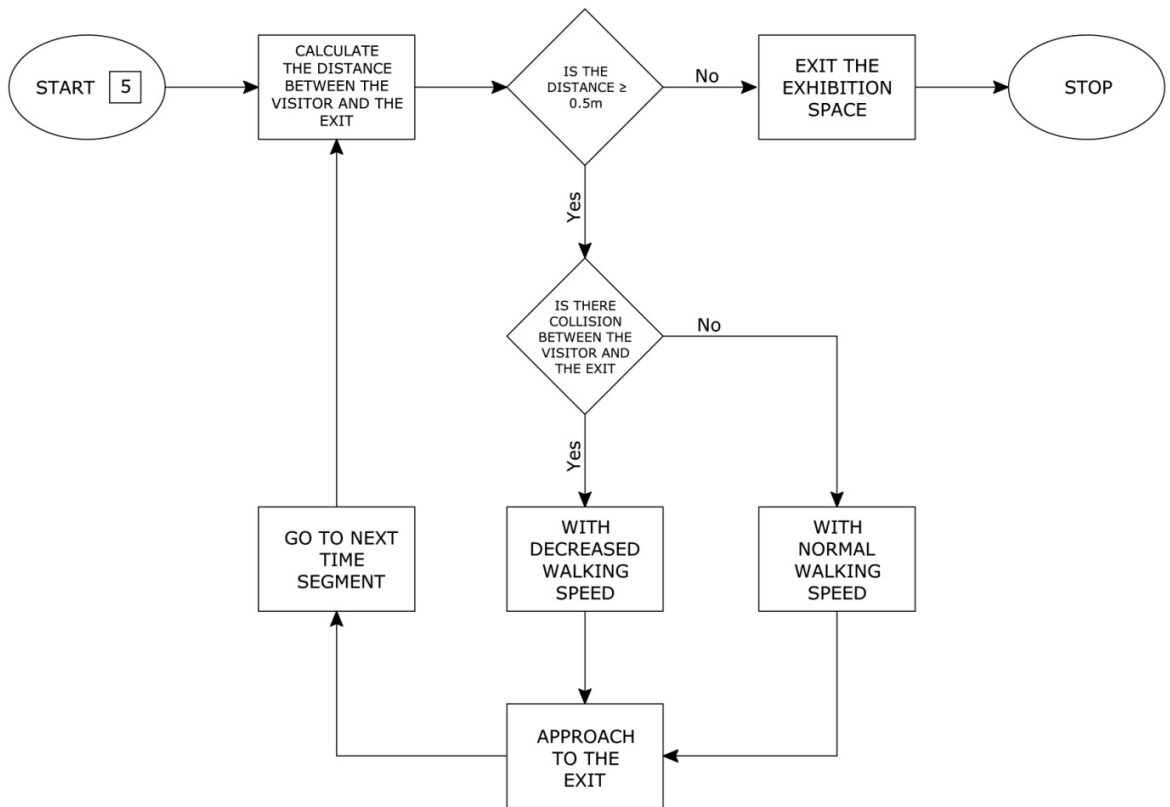 START 5
CALCULATE
THE DISTANCE
BETWEEN THE
VISITOR AND THE
EXIT
IS THE
DISTANCE ≥
0.5m
No
EXIT THE
EXHIBITION
SPACE
STOP
Yes
IS THERE
COLLISION
BETWEEN THE
VISITOR AND
THE EXIT
No
Yes
GO TO NEXT
TIME
SEGMENT
WITH
DECREASED
WALKING
SPEED
WITH
NORMAL
WALKING
SPEED
APPROACH
TO THE
EXIT